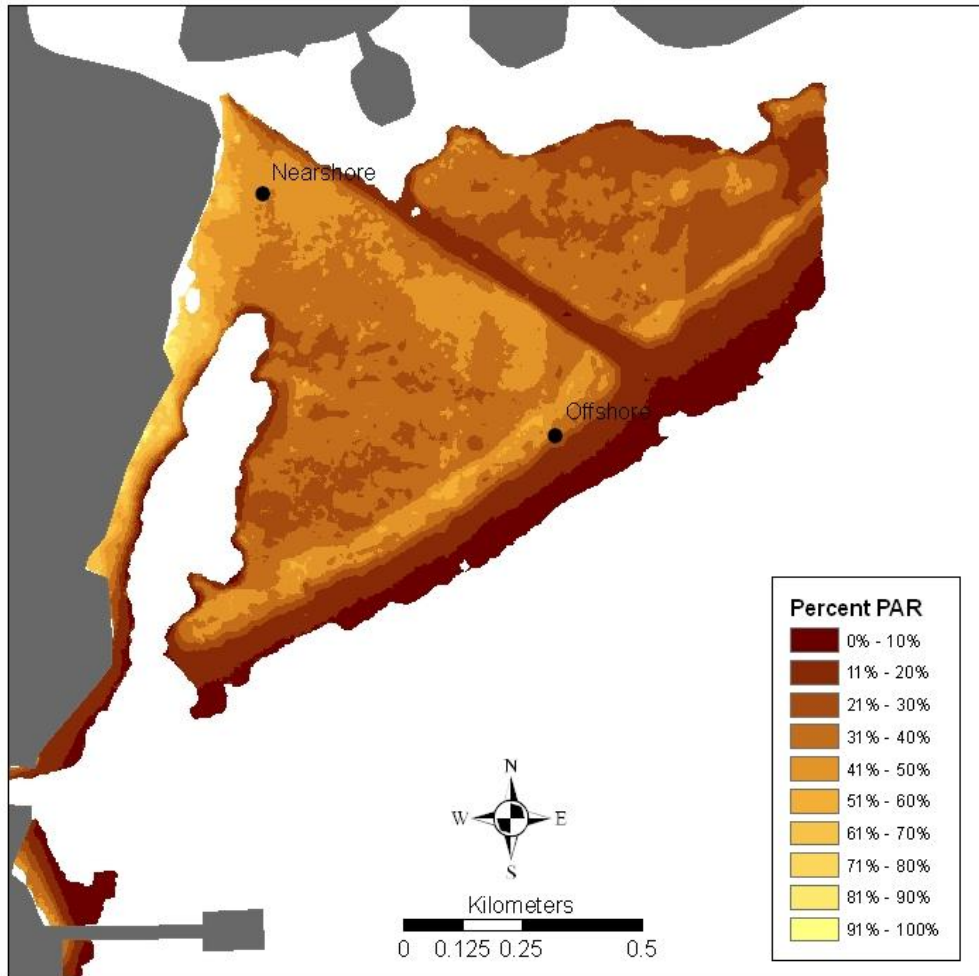 Nearshore
Offshore
Percent PAR
0% - 10%
11% - 20%
21% - 30%
31% - 40%
41% - 50%
51% - 60%
61% - 70%
71% - 80%
81% - 90%
91% - 100%
N
W E
S
Kilometers
0 0.125 0.25 0.5